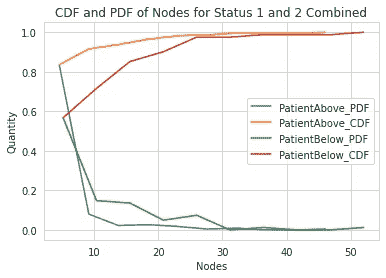 CDF and PDF of Nodes for Status 1 and 2 Combined
1.0
0.8
0.6
0.4
0.2
0.0
Quantity
PatientAbove_PDF
PatientAbove_CDF
PatientBelow_PDF
PatientBelow_CDF
10
20
30
40
50
Nodes